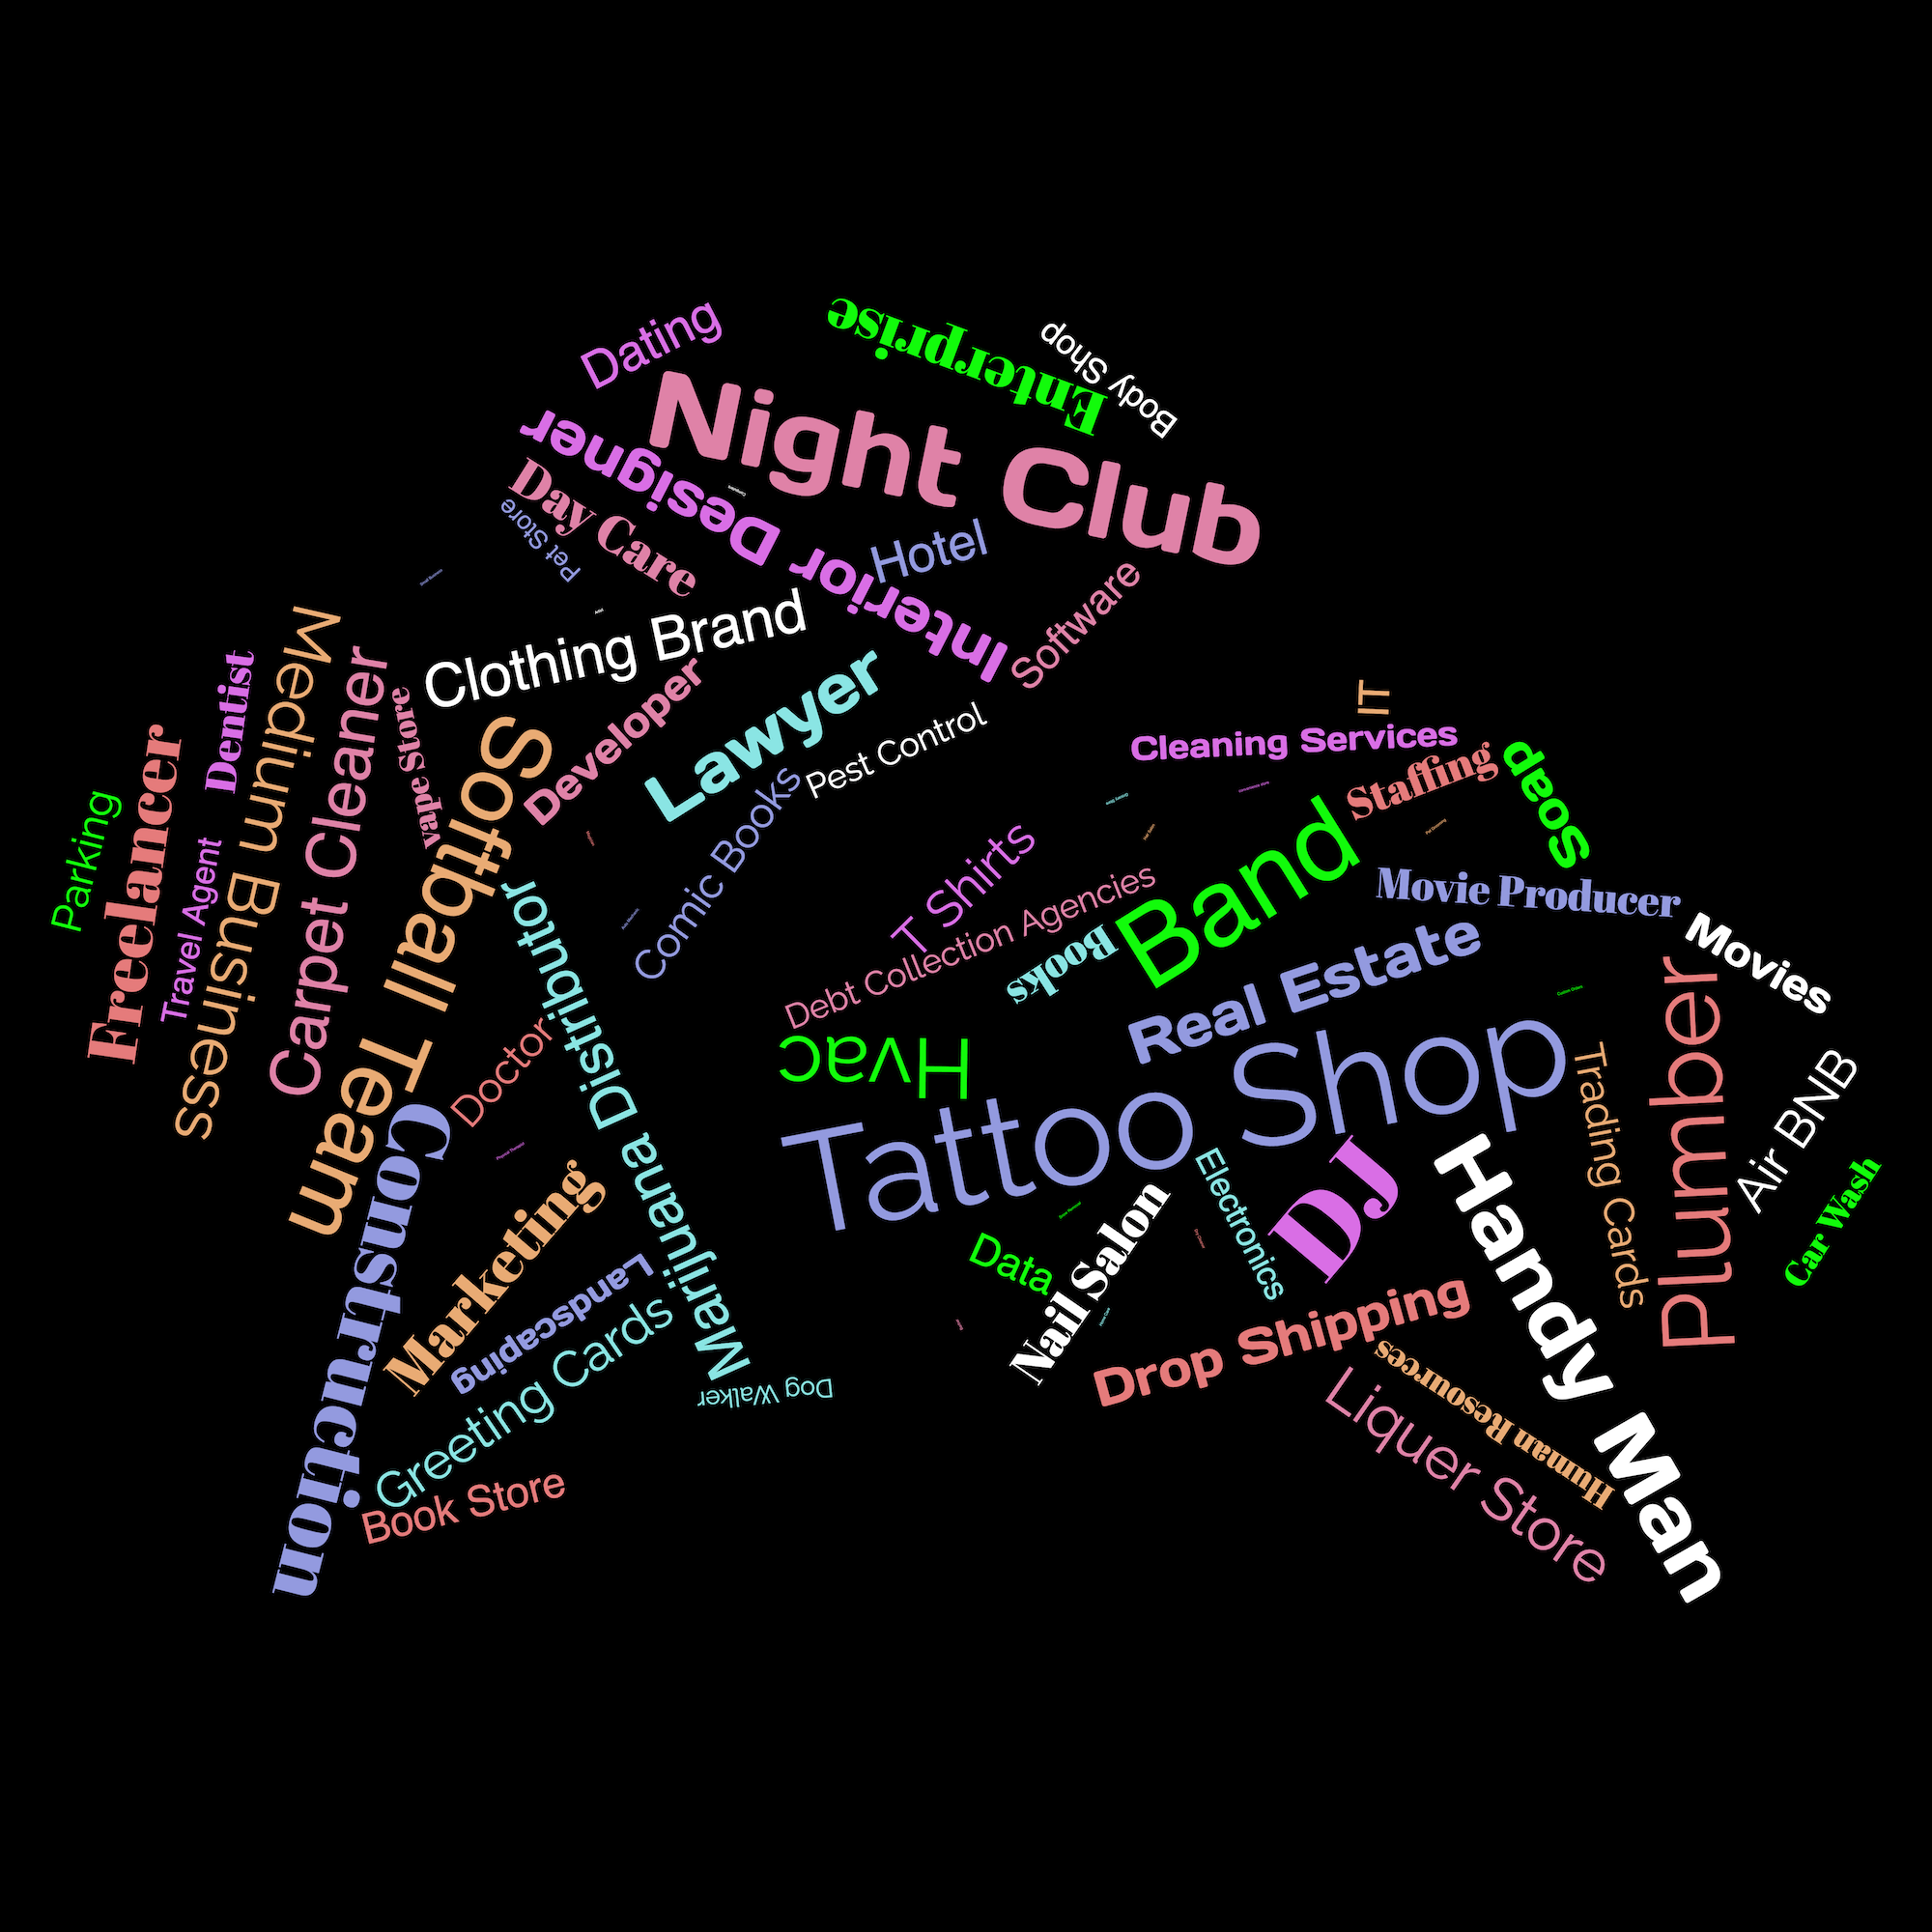 Dating
Enterprise
Body Shop
Night Club
Interior Designer
Day Care
Pet Store
Hotel
Software
Clothing Brand
Medium Business
Dentist
Carpet Cleaner
vape Store
Developer
Lawyer
Pest Control
IT
Cleaning Services
Staffing
Soap
Freelancer
Parking
Travel Agent
Softball Team
Comic Books
T Shirts
Debt Collection Agencies
Books
Band
Movie Producer
Movies
Real Estate
Marijuana Distributor
Doctor
Hvac
Tattoo Shop
Plumber
Trading Cards
Air BNB
Car Wash
Construction
Marketing
Landscaping
Greeting Cards
Book Store
Dog Walker
Data
Nail Salon
Electronics
DJ
Handy Man
Drop Shipping
Human Resources
Liquer Store